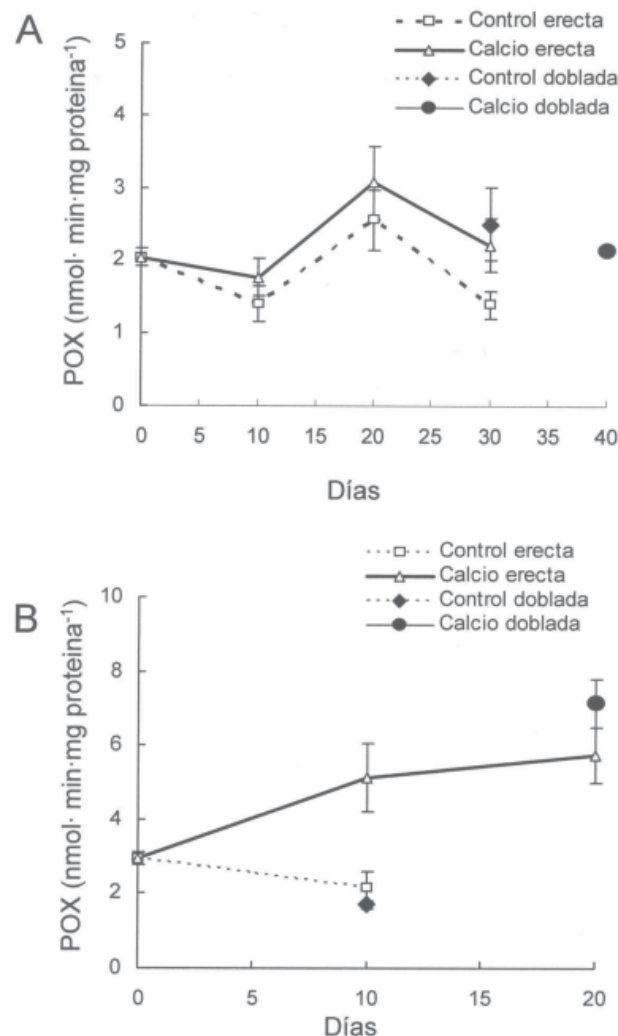 A
Control erecta
Calcio erecta
Control doblada
Calcio doblada
POX (nmol· min·mg proteina⁻¹)
5
4
3
2
1
0
0 5 10 15 20 25 30 35 40
Días
B
Control erecta
Calcio erecta
Control doblada
Calcio doblada
POX (nmol· min·mg proteina⁻¹)
10
8
6
4
2
0
0 5 10 15 20
Días